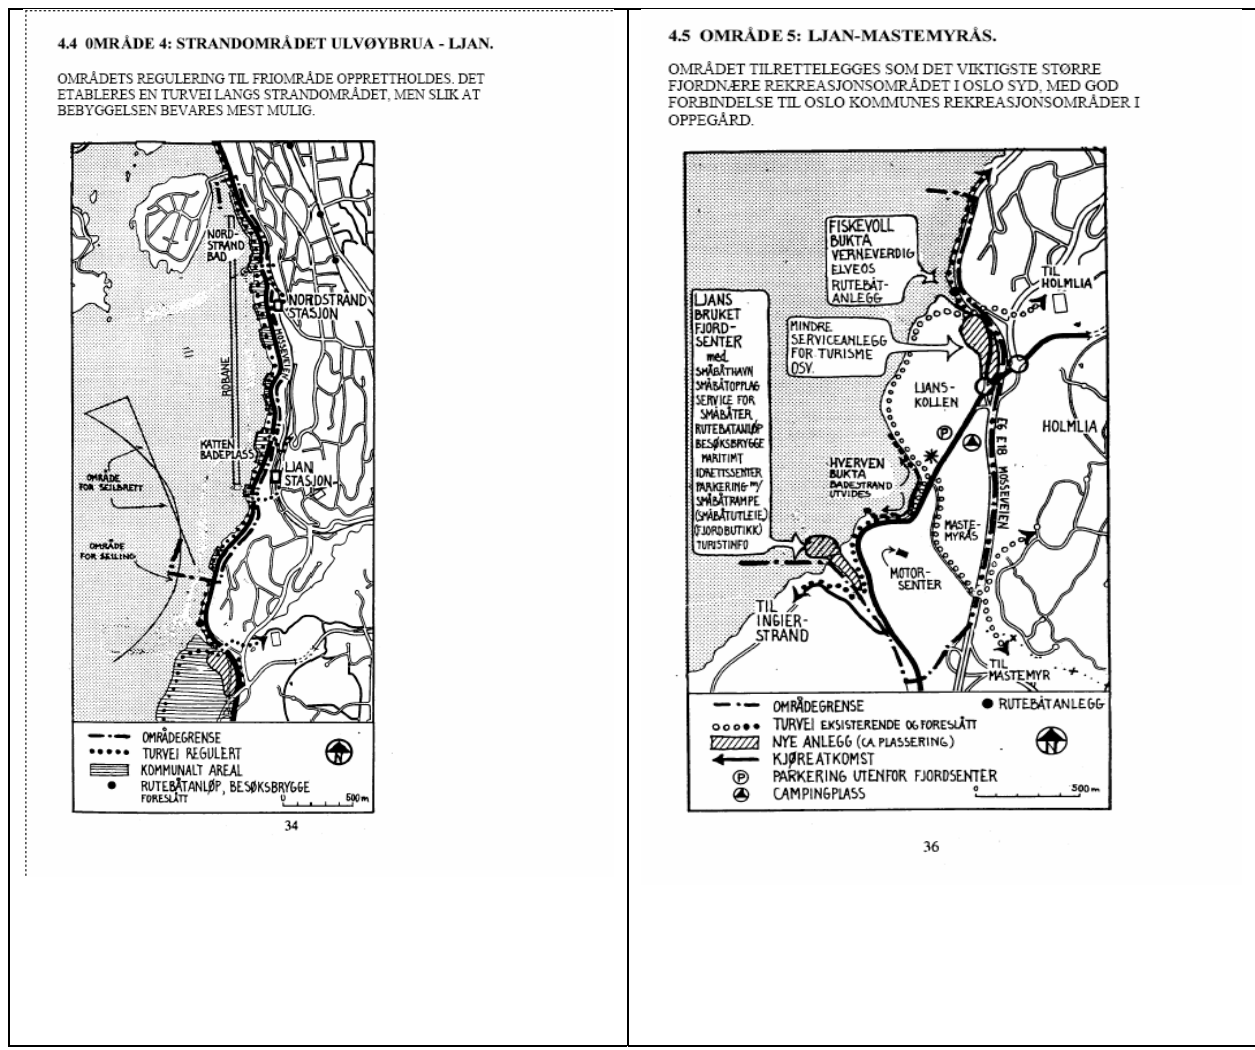 4.4 0MRÅDE 4: STRANDOMRÅDET ULVØYBRUA - LJAN.
OMRÅDETS REGULERING TIL FRIOMRÅDE OPPRETTHOLDES. DET
ETABLERES EN TURVEI LANGS STRANDOMRÅDET, MEN SLIK AT
BEBYGGELSEN BEVARES MEST MULIG.
NORD-
STRAND
BAD
NORDSTRAND
STASJON
MOSSEVEIEN
ROBANE
KATTEN
BADEPLASS
LJAN
STASJON
OMRÅDE
FOR SEILBRETT
OMRÅDE
FOR SEILING
OMRÅDEGRENSE
TURVEI REGULERT
KOMMUNALT AREAL
RUTEBÅTANLØP, BESØKSBRYGGE
FORESLÅTT
N
0 500m
34
4.5 OMRÅDE 5: LJAN-MASTEMYRÅS.
OMRÅDET TILRETTELEGGES SOM DET VIKTIGSTE STØRRE
FJORDNÆRE REKREASJONSOMRÅDET I OSLO SYD, MED GOD
FORBINDELSE TIL OSLO KOMMUNES REKREASJONSOMRÅDER I
OPPEGÅRD.
FISKEVOLL
BUKTA
VERNEVERDIG
ELVEOS
RUTEBÅT-
ANLEGG
TIL
HOLMLIA
LJANS
BRUKET
FJORD-
SENTER
med
SMÅBÅTHAVN
SMÅBÅTOPPLAG
SERVICE FOR
SMÅBÅTER
RUTEBÅTANLØP
BESØKSBRYGGE
MARITIMT
IDRETTSSENTER
PARKERING m/
SMÅBÅTRAMPE
(SMÅBÅTUTLEIE)
(FJORDBUTIKK)
TURISTINFO
MINDRE
SERVICEANLEGG
FOR TURISME
OSV.
LJANS-
KOLLEN
HOLMLIA
P
E6 E18 MOSSEVEIEN
HVERVEN
BUKTA
BADESTRAND
UTVIDES
MASTE-
MYRÅS
MOTOR-
SENTER
TIL
INGIER-
STRAND
TIL
MASTEMYR
OMRÅDEGRENSE
RUTEBÅTANLEGG
TURVEI EKSISTERENDE OG FORESLÅTT
NYE ANLEGG (CA. PLASSERING)
KJØREATKOMST
P PARKERING UTENFOR FJORDSENTER
CAMPINGPLASS
N
0 500m
36